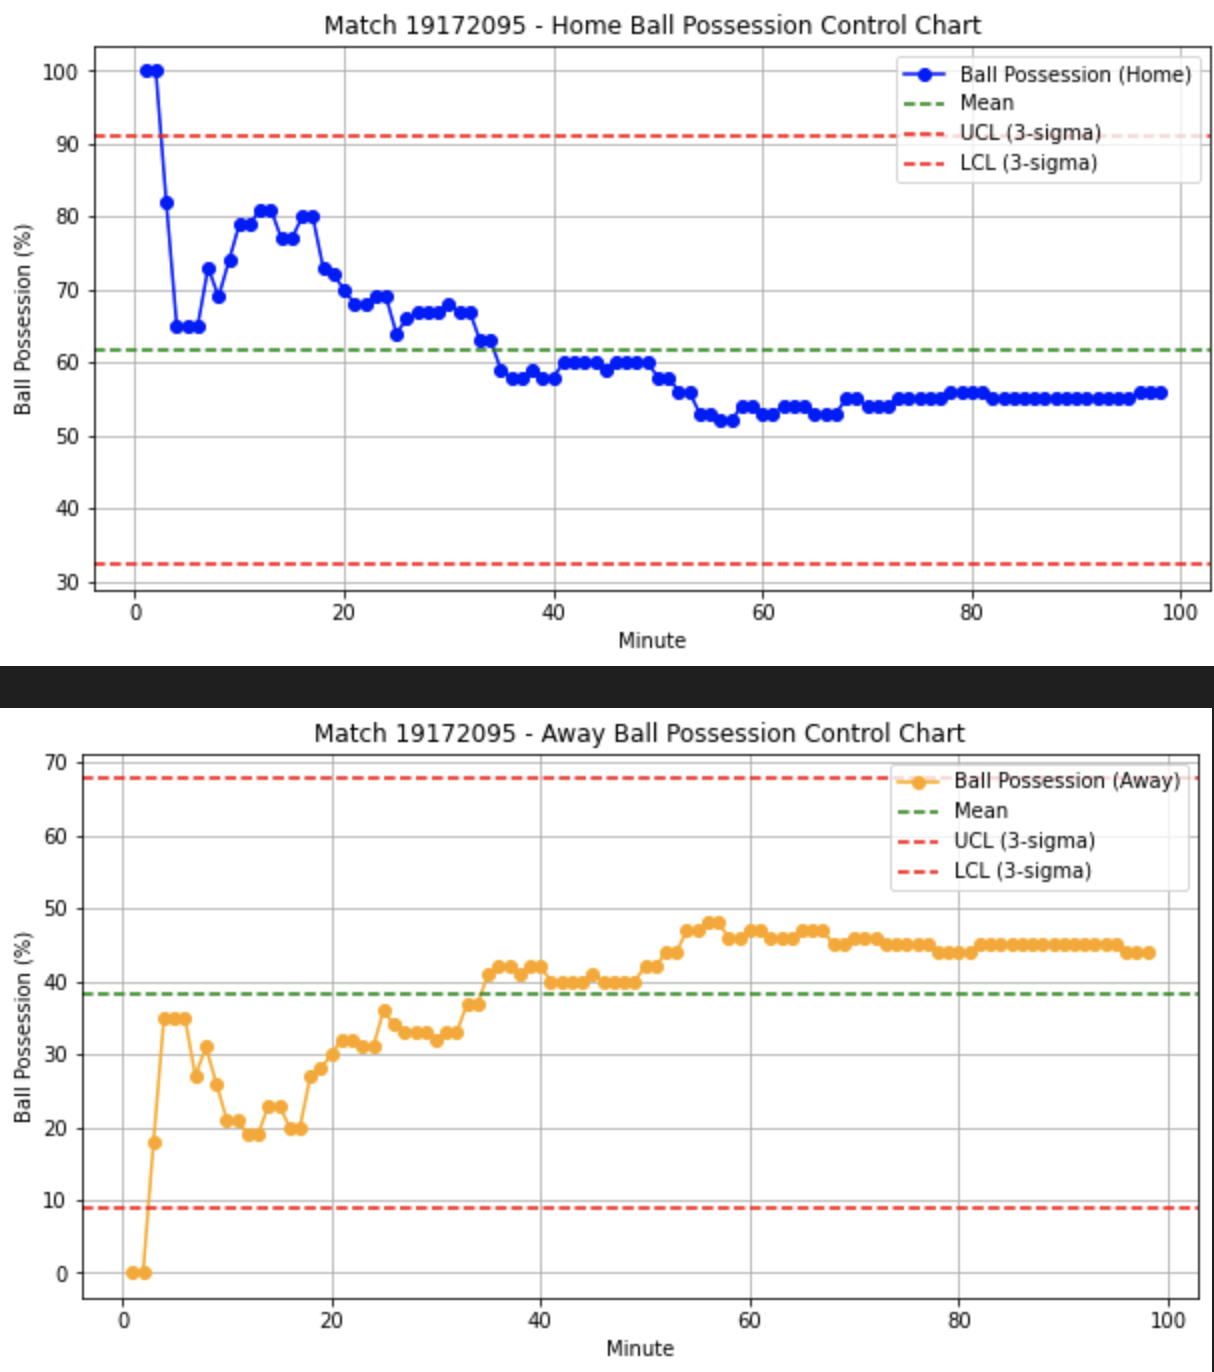 Match 19172095 - Home Ball Possession Control Chart
Ball Possession (%)
100
90
80
70
60
50
40
30
Ball Possession (Home)
Mean
UCL (3-sigma)
LCL (3-sigma)
0 20 40 60 80 100
Minute
Match 19172095 - Away Ball Possession Control Chart
Ball Possession (%)
70
60
50
40
30
20
10
0
Ball Possession (Away)
Mean
UCL (3-sigma)
LCL (3-sigma)
0 20 40 60 80 100
Minute